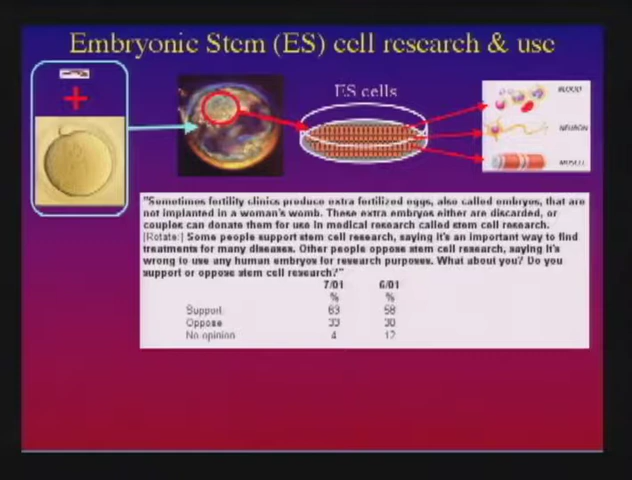 Embryonic Stem (ES) cell research & use
ES cells
BLOOD
NEURON
MUSCLE
"Sometimes fertility clinics produce extra fertilized eggs, also called embryos, that are
not implanted in a woman's womb. These extra embryos either are discarded, or
couples can donate them for use in medical research called stem cell research.
[Rotate:] Some people support stem cell research, saying it's an important way to find
treatments for many diseases. Other people oppose stem cell research, saying it's
wrong to use any human embryos for research purposes. What about you? Do you
support or oppose stem cell research?"
7/01 6/01
% %
Support 63 58
Oppose 33 30
No opinion 4 12